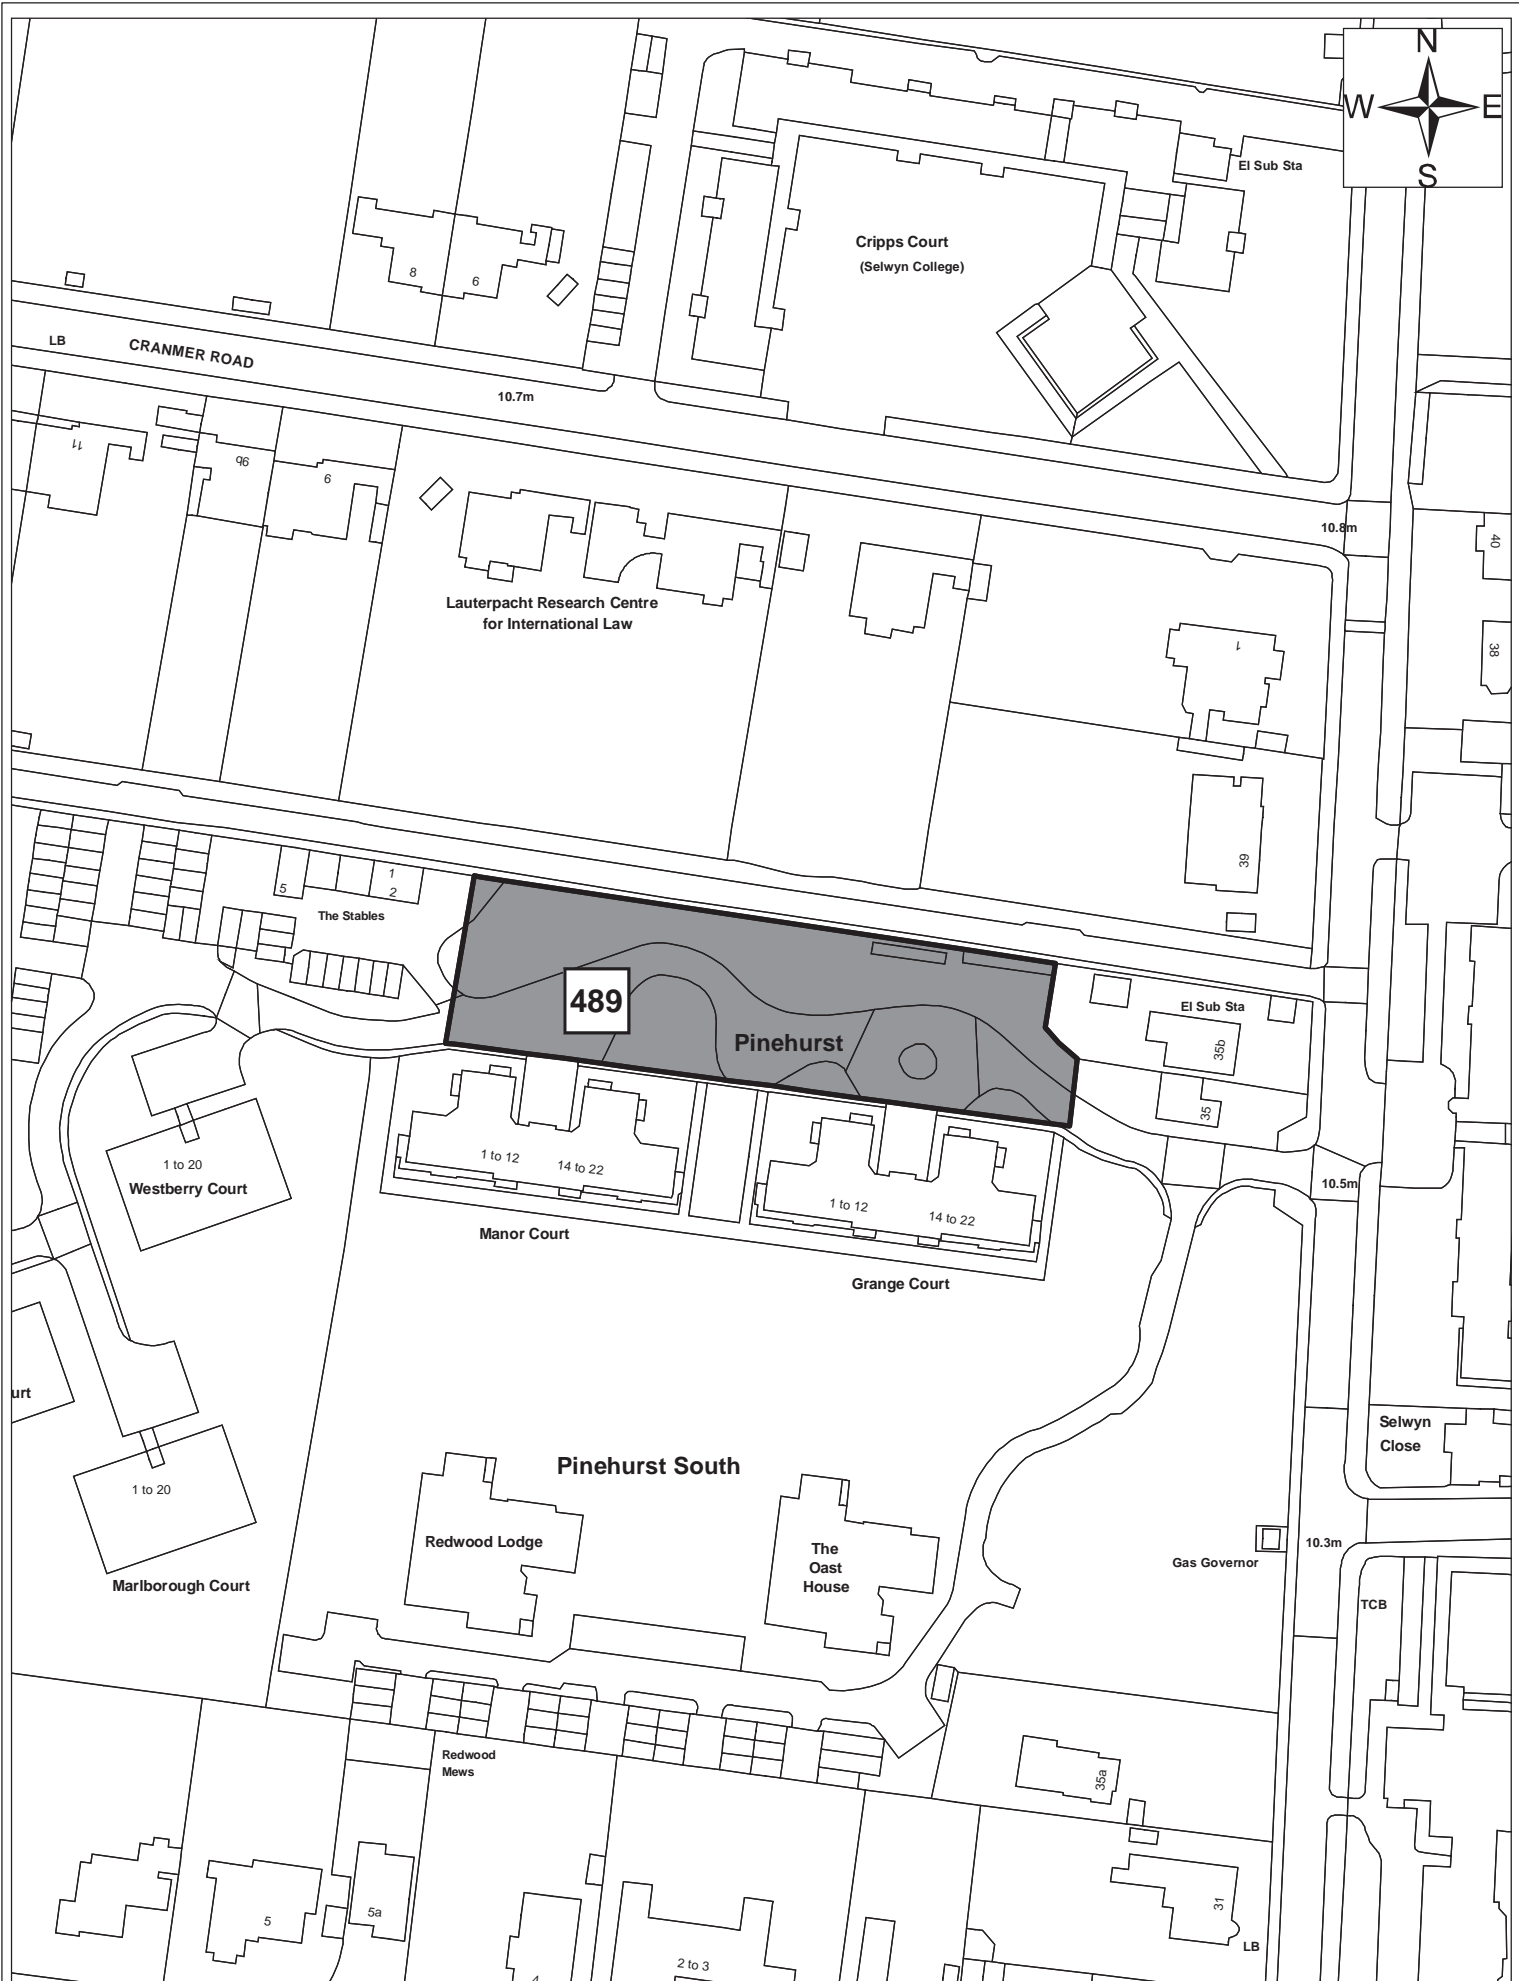 N
W
E
S
El Sub Sta
Cripps Court
(Selwyn College)
8
6
LB
CRANMER ROAD
10.7m
11
9b
9
10.8m
40
Lauterpacht Research Centre
for International Law
1
38
39
5
1
2
The Stables
489
Pinehurst
El Sub Sta
35b
35
1 to 20
Westberry Court
1 to 12
14 to 22
Manor Court
1 to 12
14 to 22
Grange Court
10.5m
urt
Selwyn
Close
Pinehurst South
1 to 20
Redwood Lodge
The
Oast
House
10.3m
Gas Governor
Marlborough Court
TCB
Redwood
Mews
35a
5
5a
31
LB
2 to 3
4